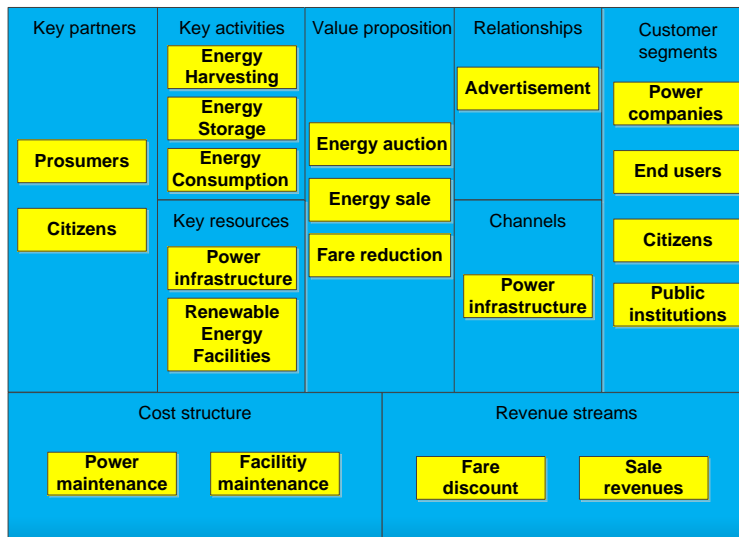 Key partners
Prosumers
Citizens
Key activities
Energy
Harvesting
Energy
Storage
Energy
Consumption
Key resources
Power
infrastructure
Renewable
Energy
Facilities
Value proposition
Energy auction
Energy sale
Fare reduction
Relationships
Advertisement
Channels
Power
infrastructure
Customer
segments
Power
companies
End users
Citizens
Public
institutions
Cost structure
Power
maintenance
Facilitiy
maintenance
Revenue streams
Fare
discount
Sale
revenues